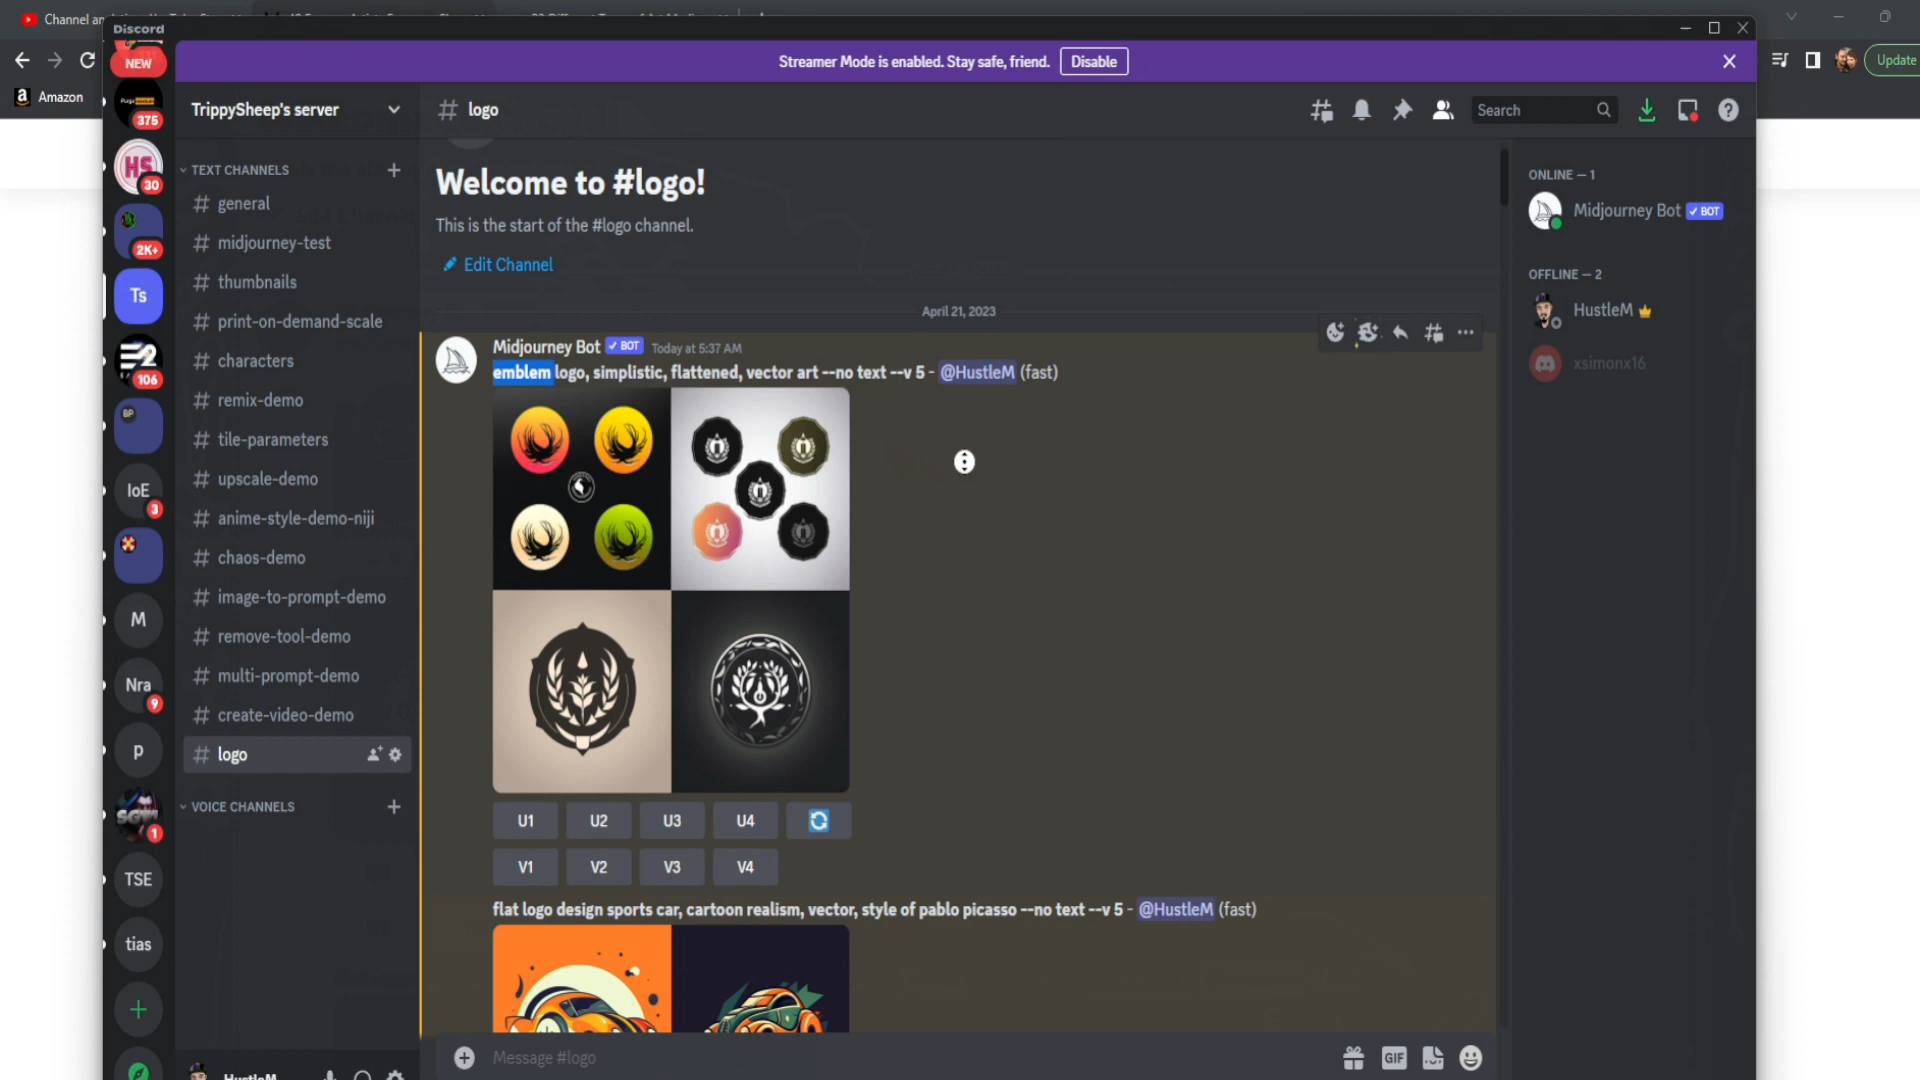 Channel an
Discord
NEW
Streamer Mode is enabled. Stay safe, friend.
Disable
Update
Amazon
375
TrippySheep's server
logo
Search
HS
30
TEXT CHANNELS
general
midjourney-test
thumbnails
print-on-demand-scale
characters
remix-demo
tile-parameters
upscale-demo
anime-style-demo-niji
chaos-demo
image-to-prompt-demo
remove-tool-demo
multi-prompt-demo
create-video-demo
logo
VOICE CHANNELS
2K+
Ts
106
BP
IoE
3
M
Nra
9
p
1
TSE
tias
HustleM
Welcome to #logo!
This is the start of the #logo channel.
Edit Channel
April 21, 2023
Midjourney Bot BOT Today at 5:37 AM
emblem logo, simplistic, flattened, vector art --no text --v 5 - @HustleM (fast)
U1 U2 U3 U4
V1 V2 V3 V4
flat logo design sports car, cartoon realism, vector, style of pablo picasso --no text --v 5 - @HustleM (fast)
Message #logo
GIF
ONLINE — 1
Midjourney Bot BOT
OFFLINE — 2
HustleM
xsimonx16